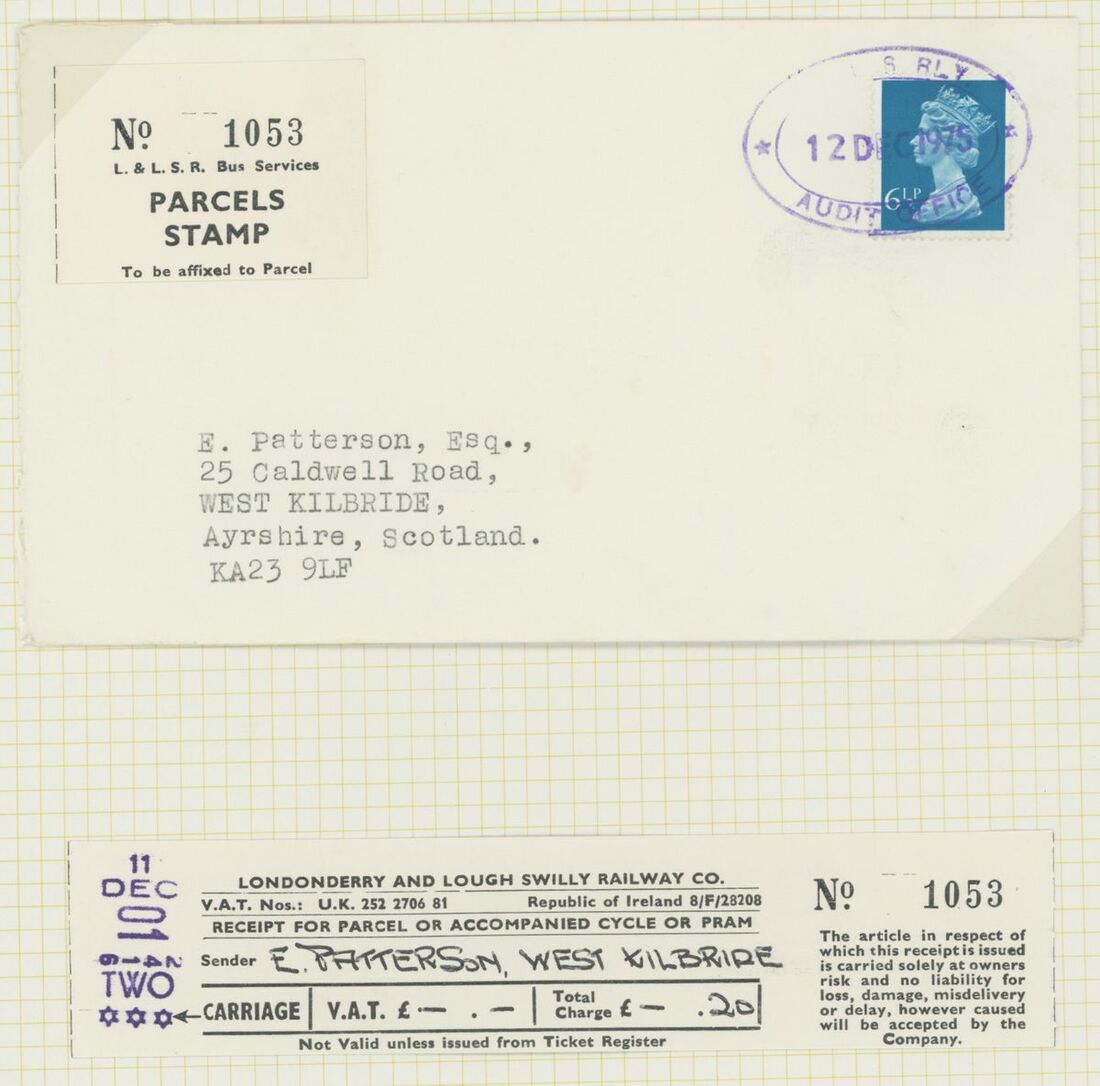 Nº 1053
L. & L. S. R. Bus Services
PARCELS
STAMP
To be affixed to Parcel
S. RLY
12 DEC 1975
AUDIT OFFICE
6½P
E. Patterson, Esq.,
25 Caldwell Road,
WEST KILBRIDE,
Ayrshire, Scotland.
KA23 9LF
11
DEC
01
TWO
LONDONDERRY AND LOUGH SWILLY RAILWAY CO.
V.A.T. Nos.: U.K. 252 2706 81 Republic of Ireland 8/F/28208
RECEIPT FOR PARCEL OR ACCOMPANIED CYCLE OR PRAM
Sender E. PATTERSON, WEST KILBRIDE
CARRIAGE V.A.T. £ — . — Total Charge £ — .20
Not Valid unless issued from Ticket Register
Nº 1053
The article in respect of
which this receipt is issued
is carried solely at owners
risk and no liability for
loss, damage, misdelivery
or delay, however caused
will be accepted by the
Company.